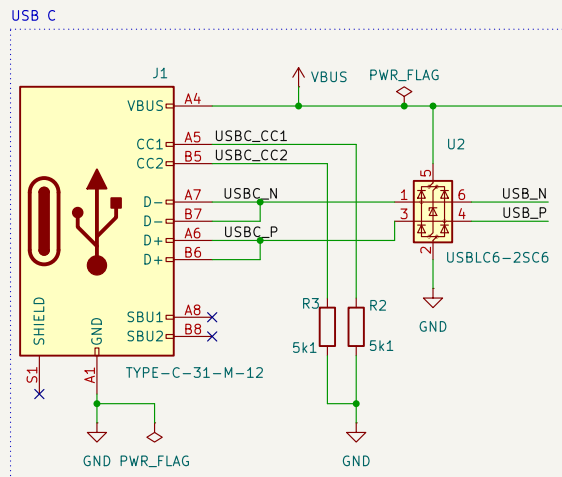 USB C
J1
VBUS
PWR_FLAG
VBUS A4
U2
CC1 A5 USBC_CC1
CC2 B5 USBC_CC2
5
D- A7 USBC_N
1 6 USB_N
D- B7
3 4 USB_P
D+ A6 USBC_P
D+ B6
2
USBLC6-2SC6
R3 R2
SBU1 A8
SHIELD GND
SBU2 B8
GND
5k1 5k1
S1 A1
TYPE-C-31-M-12
GND PWR_FLAG GND